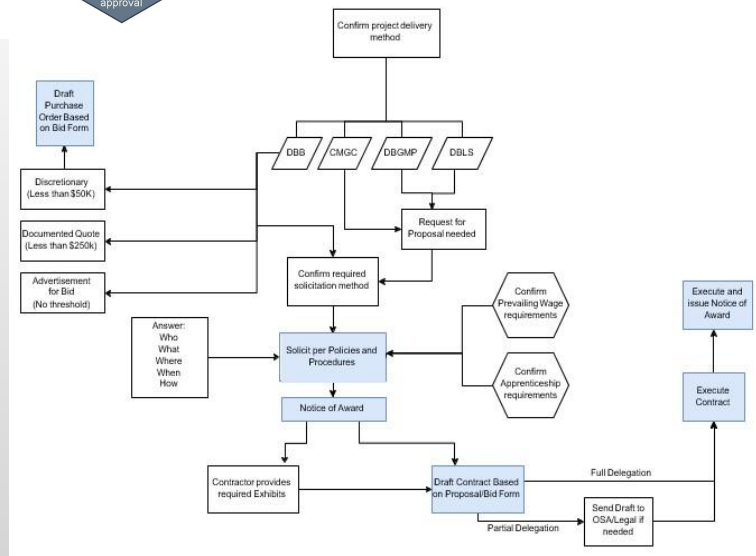 approval
Confirm project delivery
method
Draft
Purchase
Order Based
on Bid Form
DBB
CMGC
DBGMP
DBLS
Discretionary
(Less than $50K)
Documented Quote
(Less than $250k)
Advertisement
for Bid
(No threshold)
Request for
Proposal needed
Confirm required
solicitation method
Confirm
Prevailing Wage
requirements
Execute and
issue Notice of
Award
Answer:
Who
What
Where
When
How
Solicit per Policies and
Procedures
Confirm
Apprenticeship
requirements
Execute
Contract
Notice of Award
Contractor provides
required Exhibits
Draft Contract Based
on Proposal/Bid Form
Full Delegation
Partial Delegation
Send Draft to
OSA/Legal if
needed